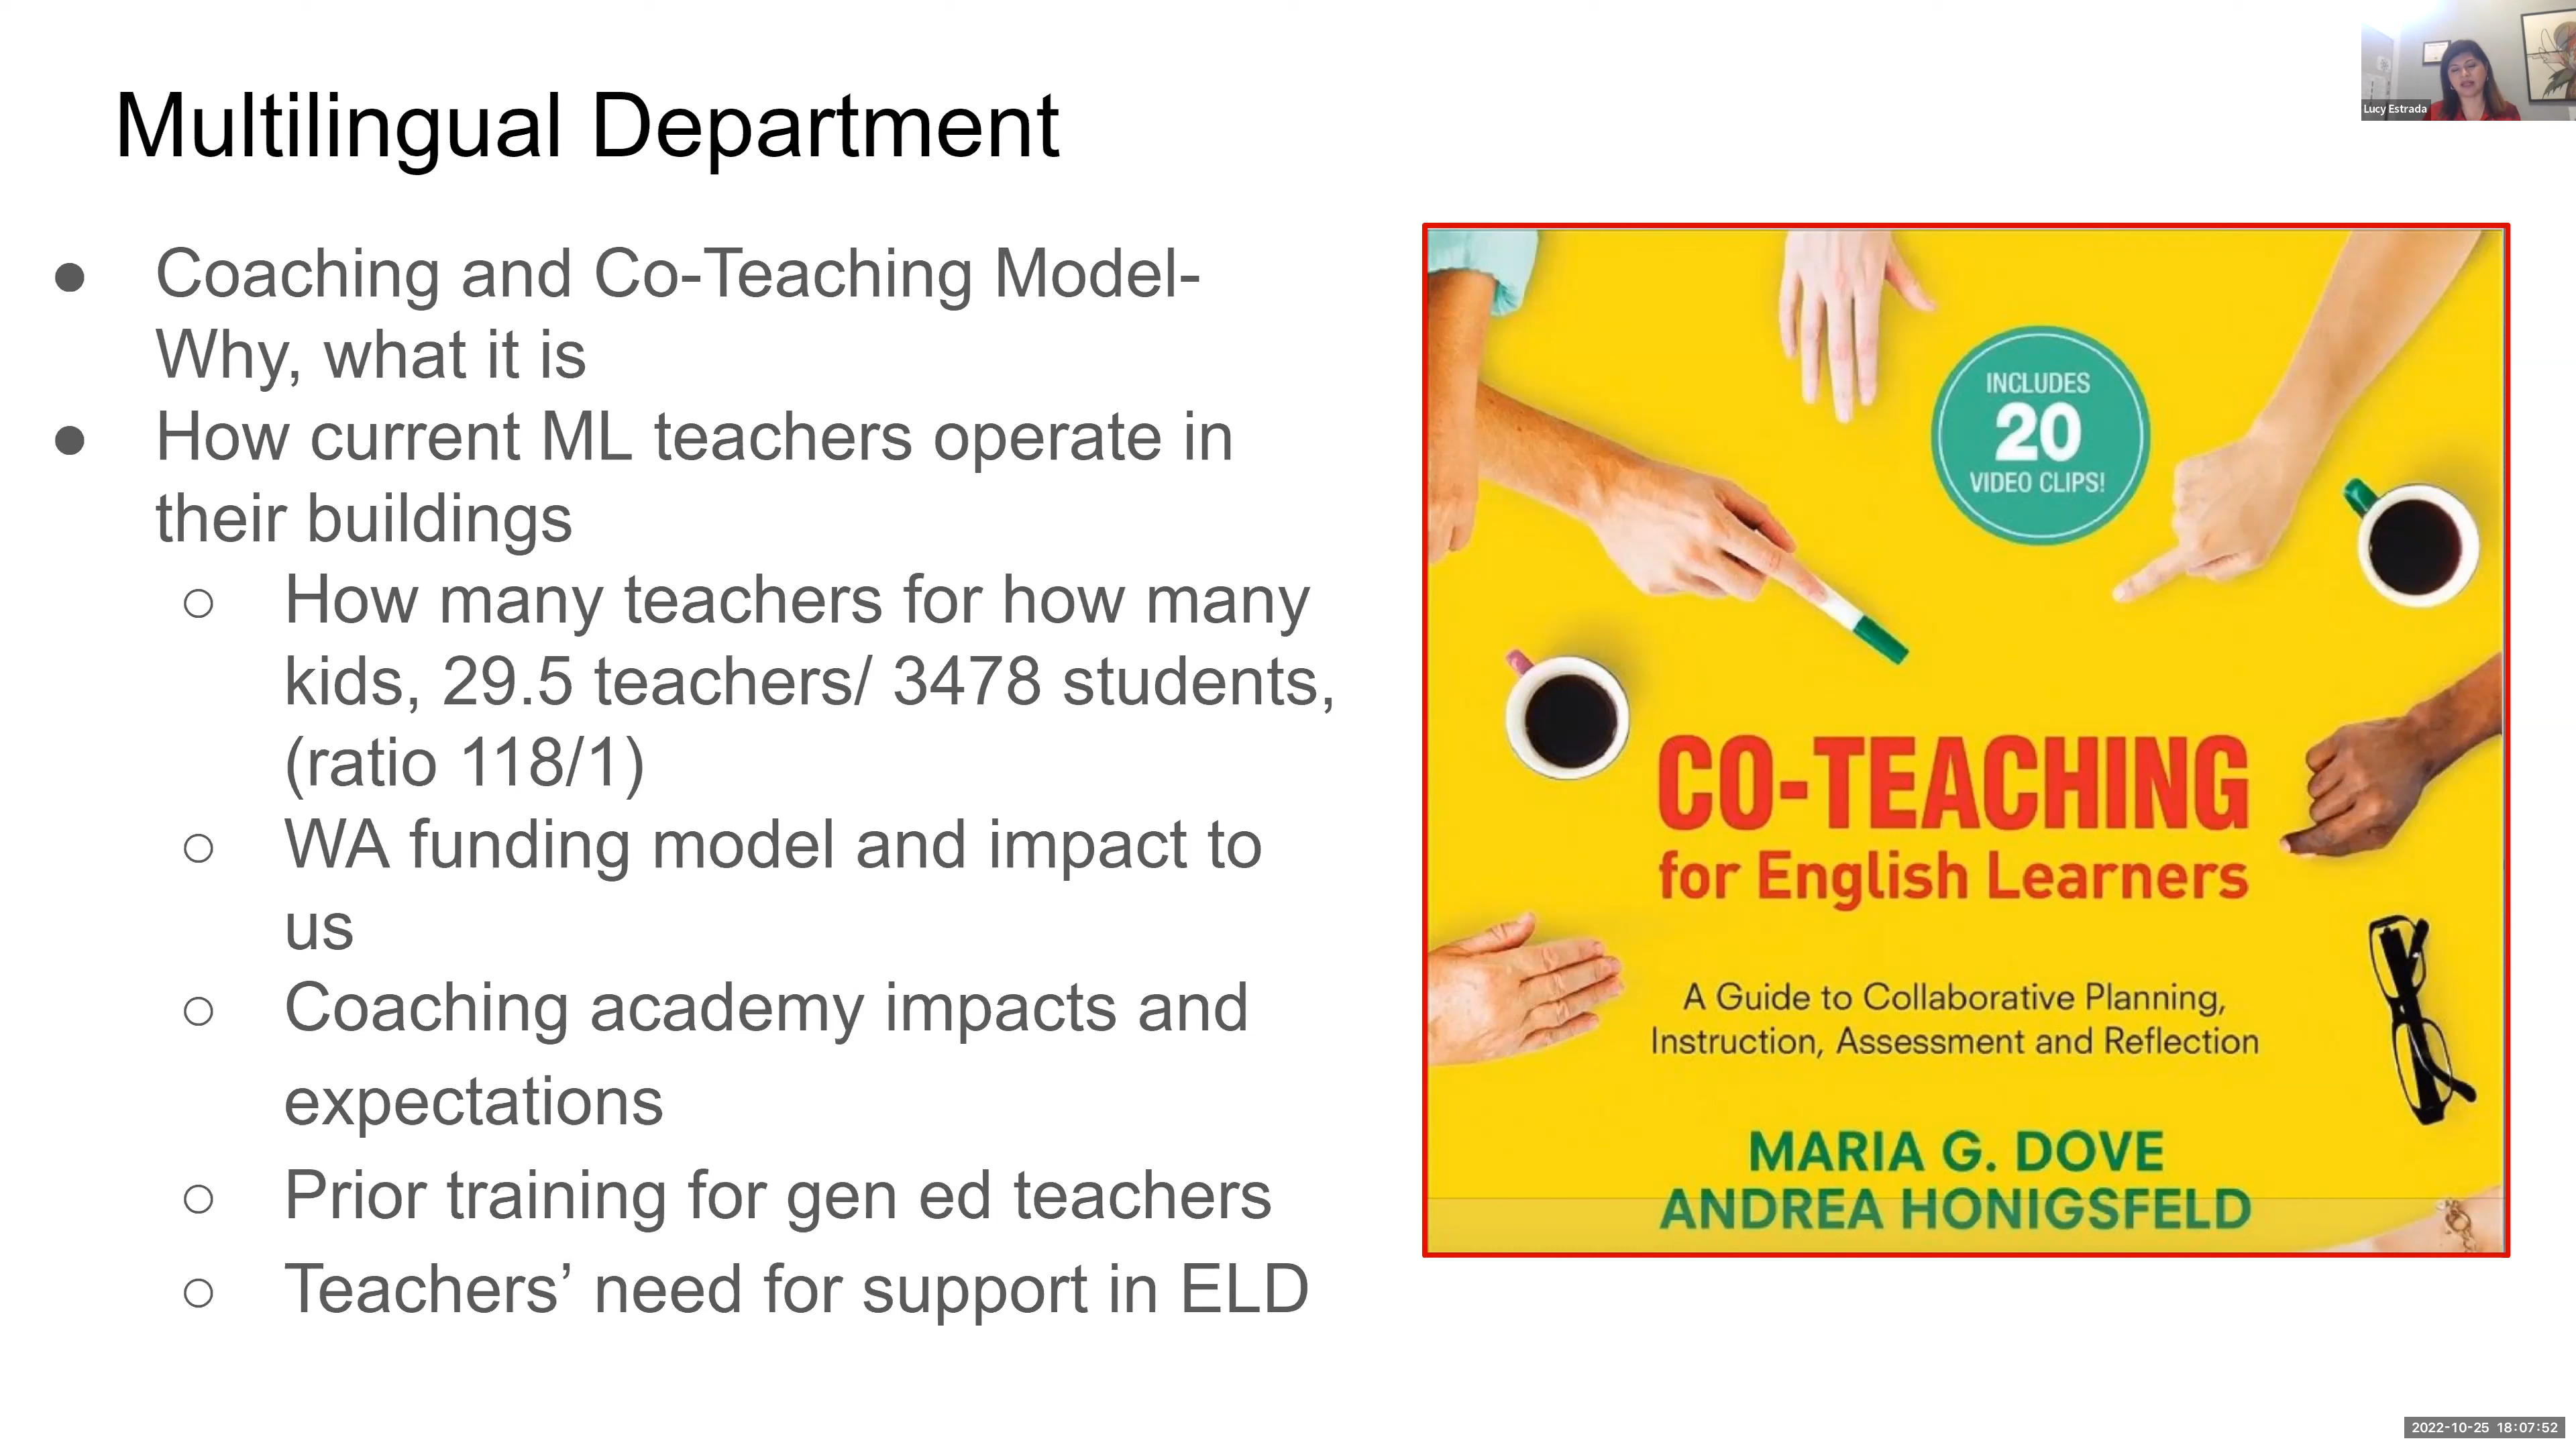 Multilingual Department
Lucy Estrada
● Coaching and Co-Teaching Model-
Why, what it is
● How current ML teachers operate in
their buildings
○ How many teachers for how many
kids, 29.5 teachers/ 3478 students,
(ratio 118/1)
○ WA funding model and impact to
us
○ Coaching academy impacts and
expectations
○ Prior training for gen ed teachers
○ Teachers’ need for support in ELD
INCLUDES
20
VIDEO CLIPS!
CO-TEACHING
for English Learners
A Guide to Collaborative Planning,
Instruction, Assessment and Reflection
MARIA G. DOVE
ANDREA HONIGSFELD
2022-10-25 18:07:52